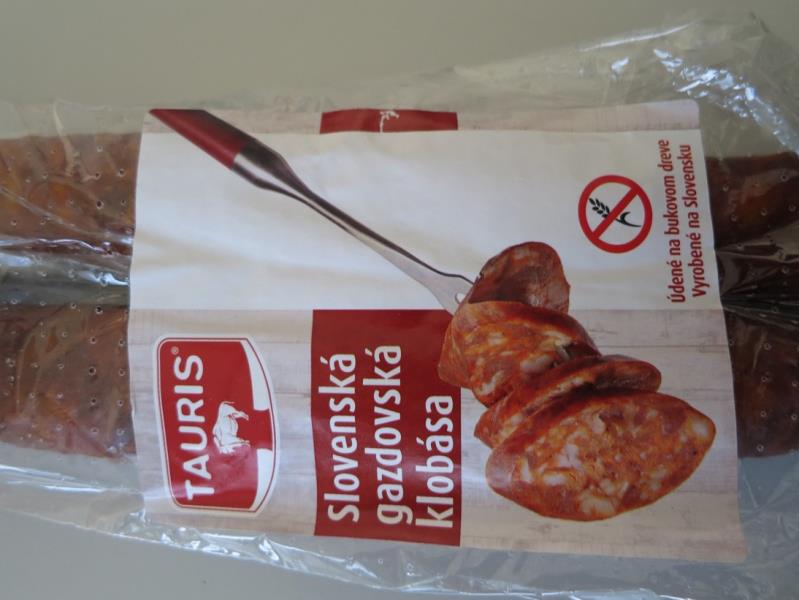 TAURIS®
Slovenská
gazdovská
klobása
Údené na bukovom dreve
Vyrobené na Slovensku